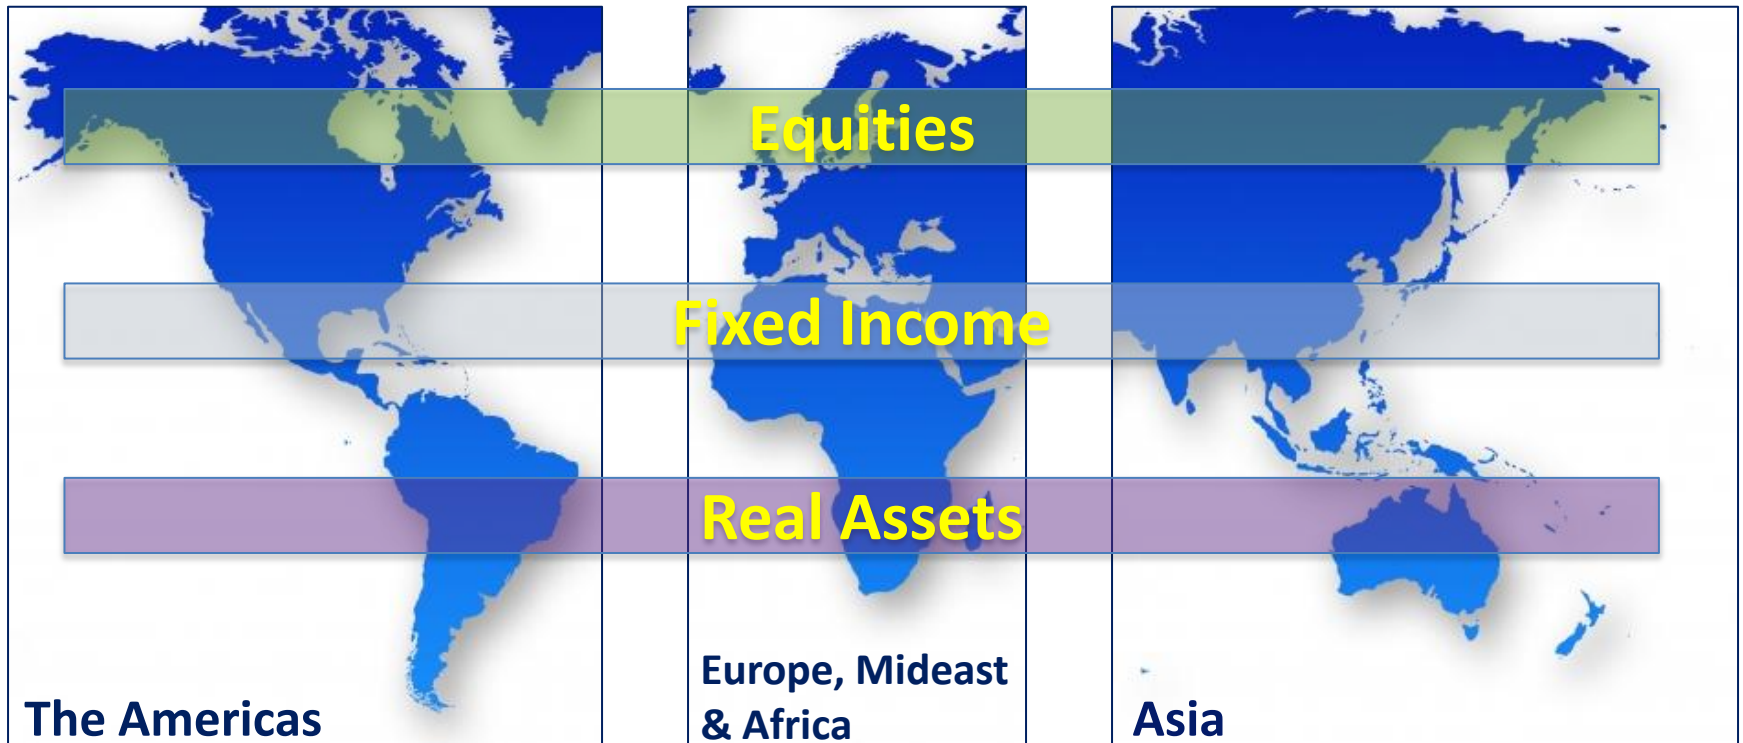 Equities
Fixed Income
Real Assets
The Americas
Europe, Mideast
& Africa
Asia